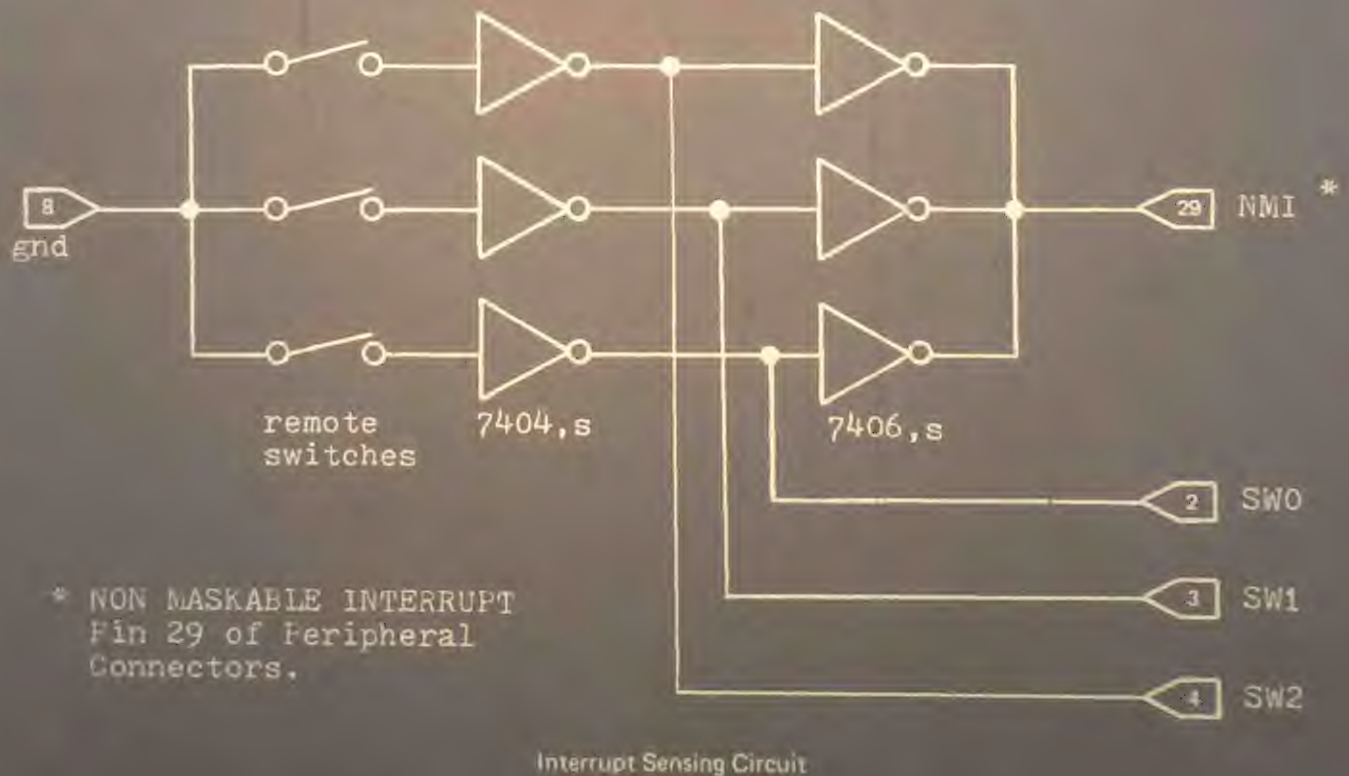 8
gnd
29 NMI *
remote
switches
7404,s
7406,s
2 SW0
3 SW1
4 SW2
* NON MASKABLE INTERRUPT
Pin 29 of Peripheral
Connectors.
Interrupt Sensing Circuit